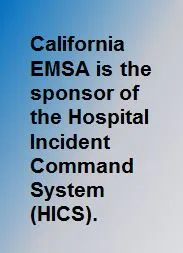 California
EMSA is the
sponsor of
the Hospital
Incident
Command
System
(HICS).